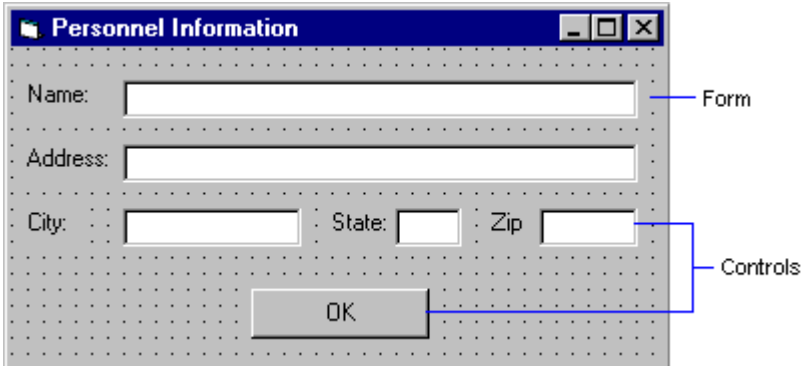 Personnel Information
Name:
Form
Address:
City: State: Zip
Controls
OK